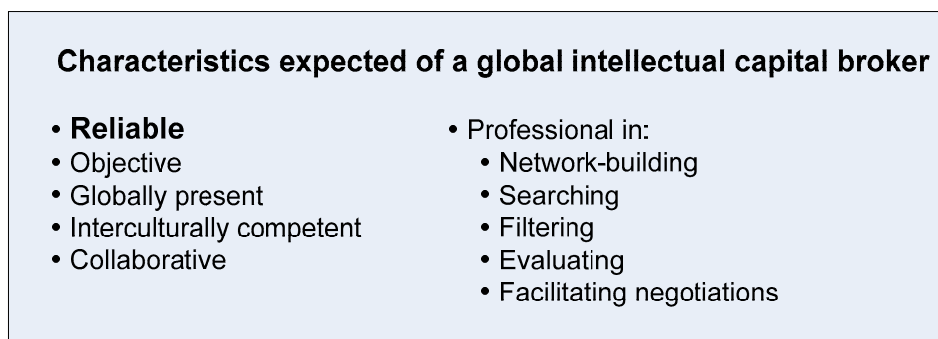 Characteristics expected of a global intellectual capital broker
• Reliable
• Objective
• Globally present
• Interculturally competent
• Collaborative
• Professional in:
• Network-building
• Searching
• Filtering
• Evaluating
• Facilitating negotiations